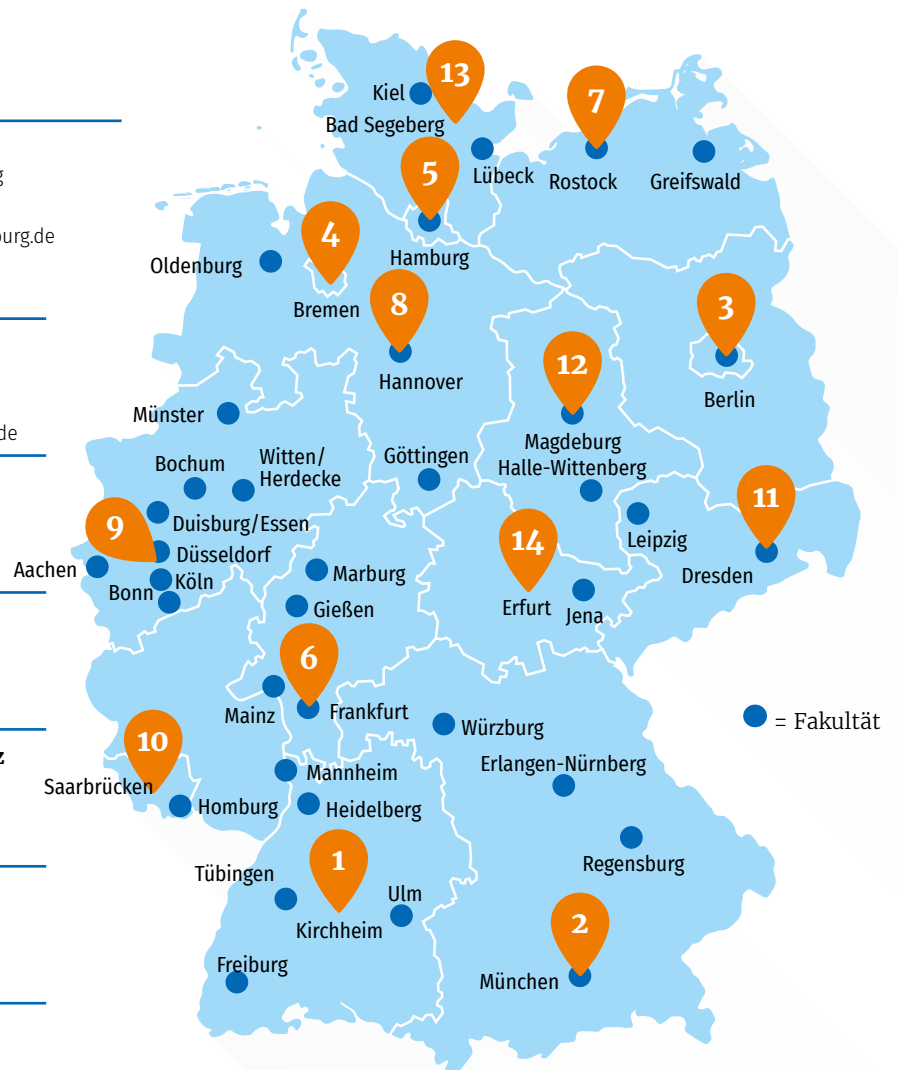 13
7
Kiel
Bad Segeberg
5
Lübeck
Rostock
Greifswald
g
burg.de
4
Oldenburg
Hamburg
Bremen
8
3
Hannover
12
Berlin
Münster
de
Magdeburg
Halle-Wittenberg
Bochum
Witten/
Herdecke
Göttingen
11
9
Duisburg/Essen
Düsseldorf
14
Leipzig
Aachen
Köln
Bonn
Marburg
Dresden
Gießen
Erfurt
Jena
6
Mainz
Frankfurt
Würzburg
= Fakultät
z
10
Saarbrücken
Mannheim
Erlangen-Nürnberg
Homburg
Heidelberg
1
Regensburg
Tübingen
Ulm
Kirchheim
2
Freiburg
München